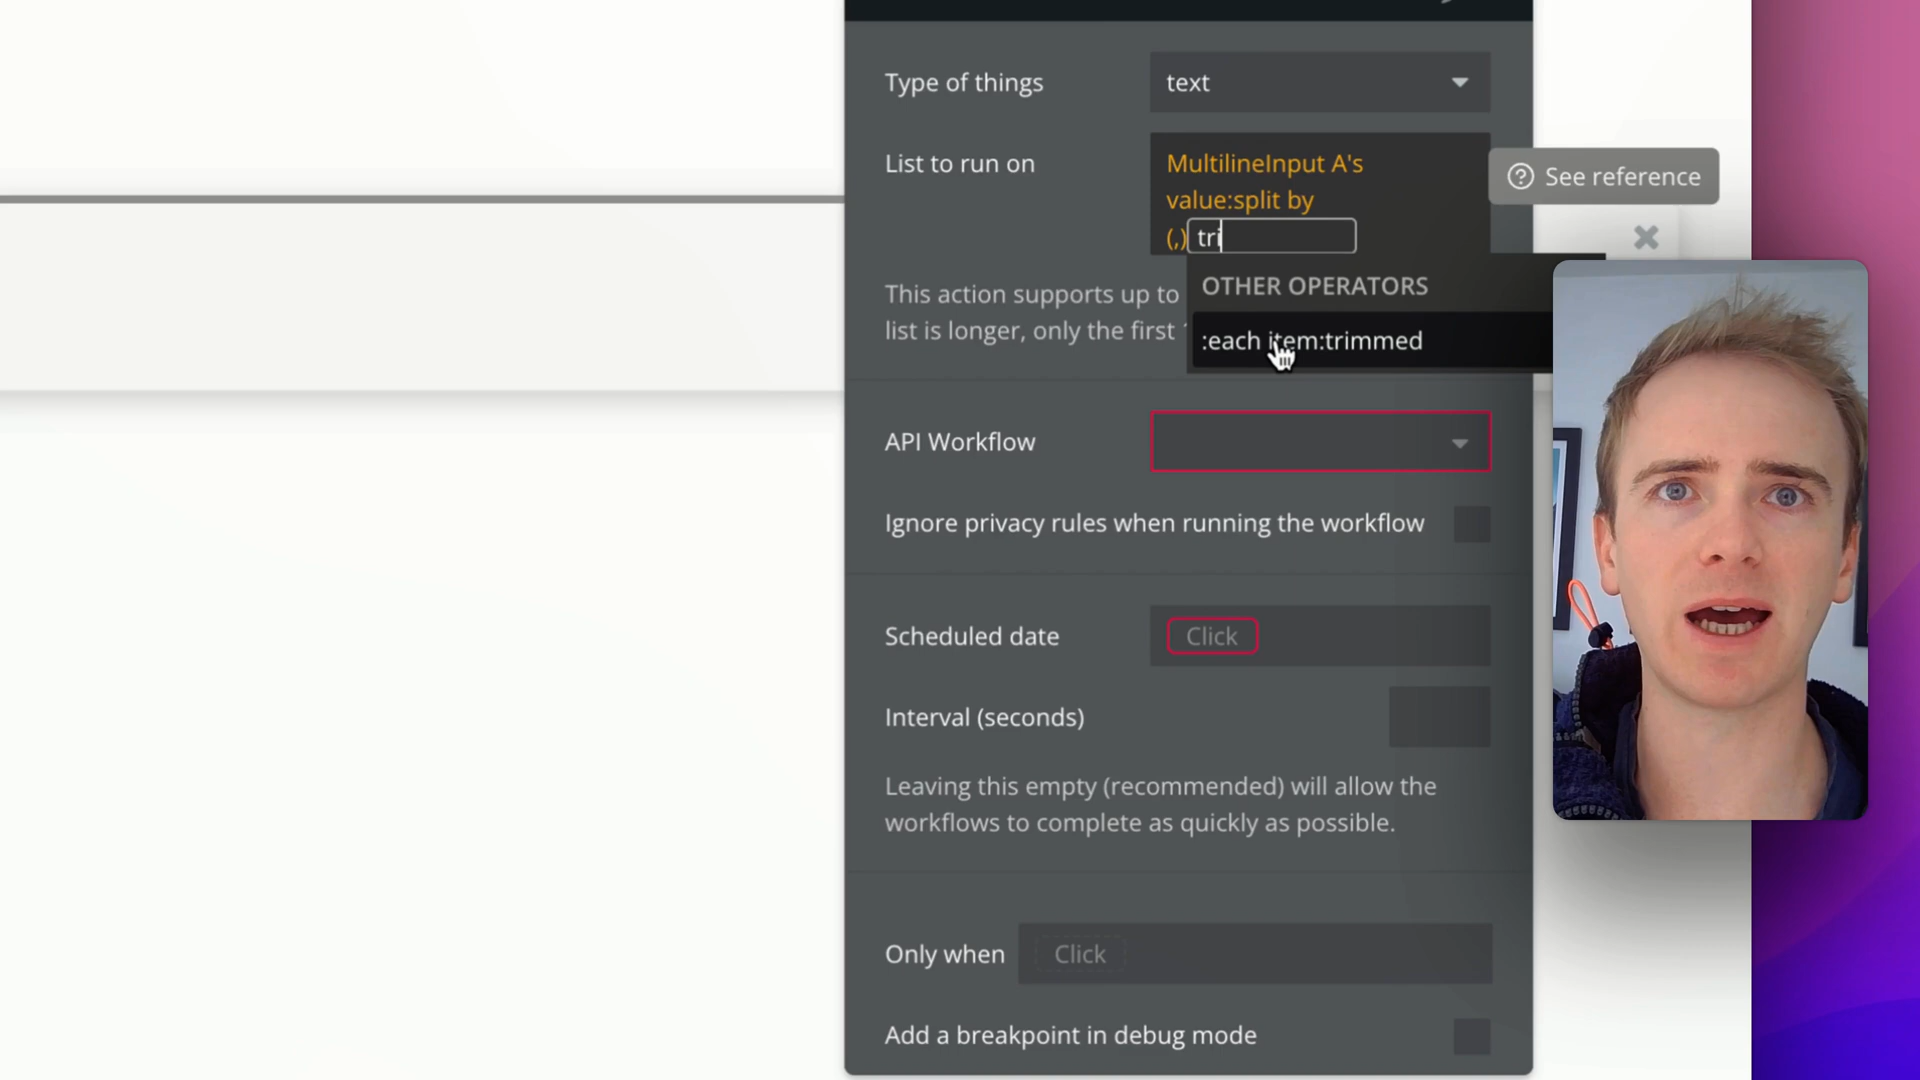 Type of things
text
List to run on
MultilineInput A's
value:split by
(,) tri
See reference
OTHER OPERATORS
:each item:trimmed
This action supports up to
list is longer, only the first
API Workflow
Ignore privacy rules when running the workflow
Scheduled date
Click
Interval (seconds)
Leaving this empty (recommended) will allow the
workflows to complete as quickly as possible.
Only when
Click
Add a breakpoint in debug mode